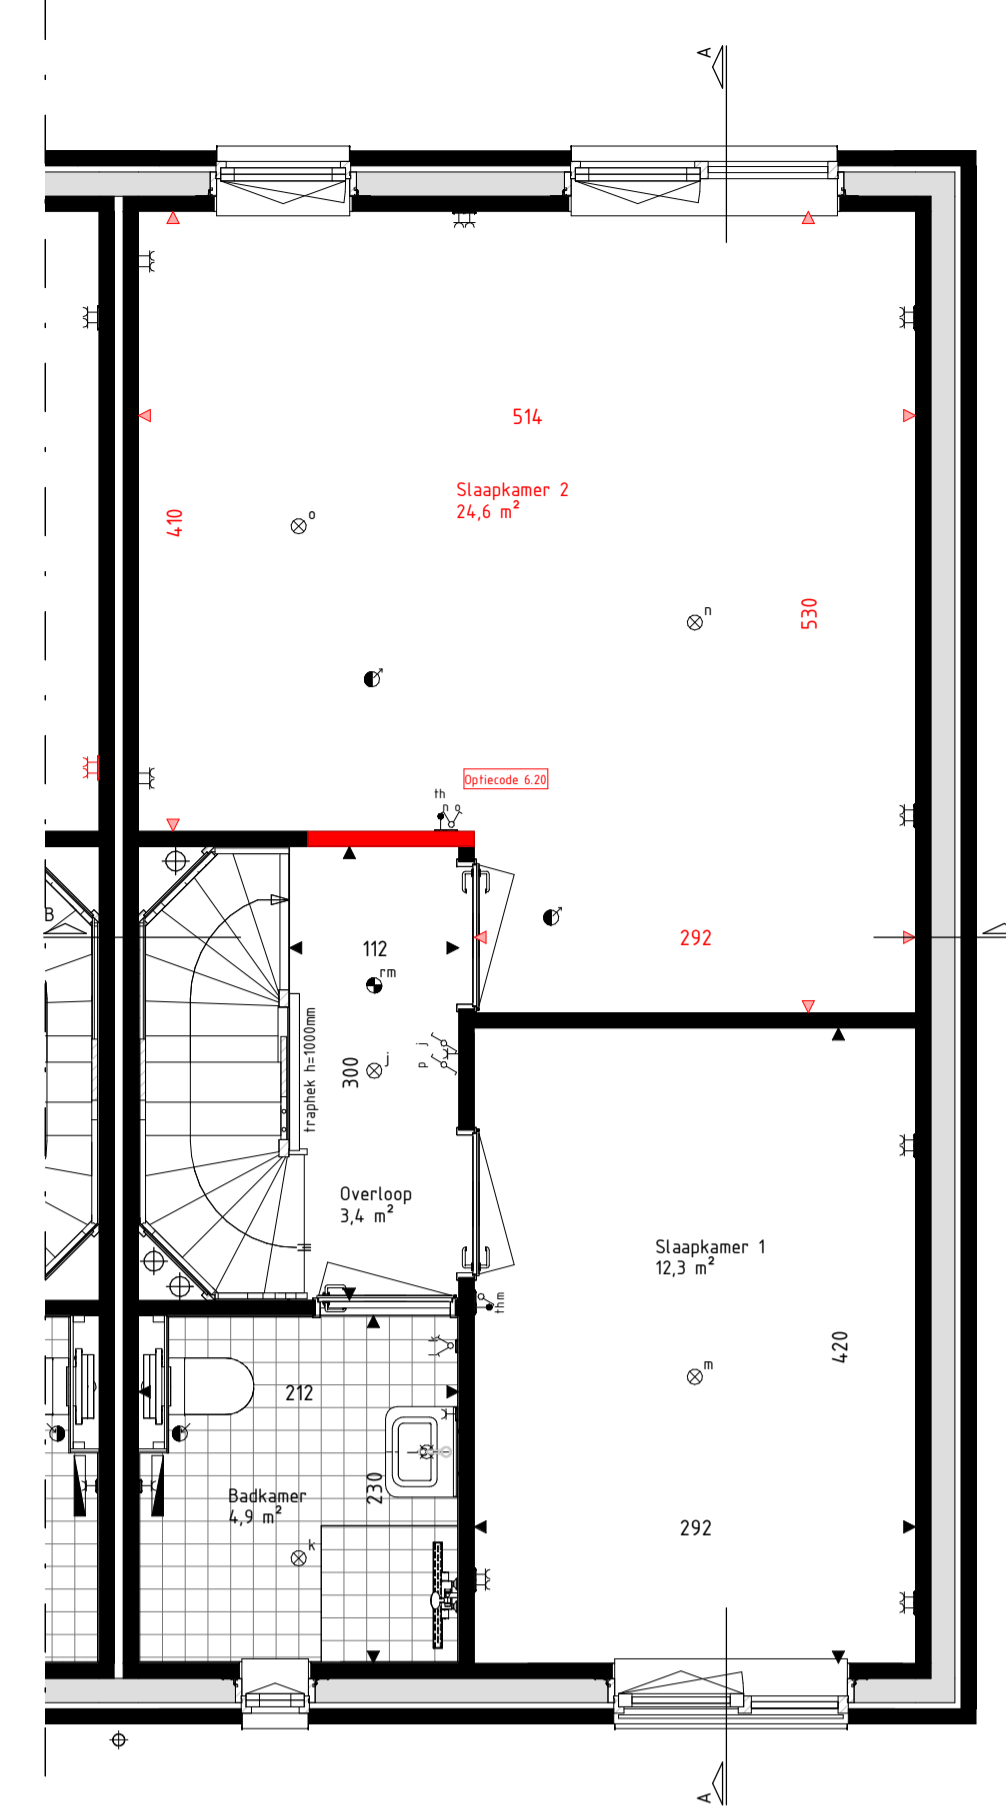 A
514
Slaapkamer 2
24,6 m²
410
o
n
530
Optiecode 6.20
th
n o
B
292
112
rm
300
j
traphek h=1000mm
p j
Overloop
3,4 m²
Slaapkamer 1
12,3 m²
thm
k
420
m
212
230
Badkamer
4,9 m²
292
k
A